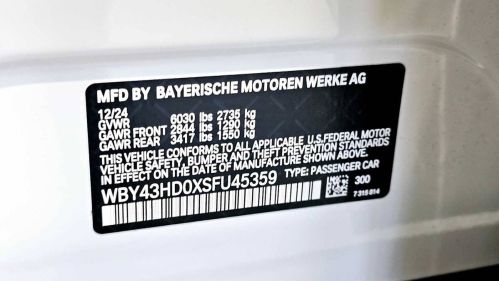 MFD BY BAYERISCHE MOTOREN WERKE AG
12/24
GVWR 6030 lbs 2735 kg
GAWR FRONT 2844 lbs 1290 kg
GAWR REAR 3417 lbs 1550 kg
THIS VEHICLE CONFORMS TO ALL APPLICABLE U.S.FEDERAL MOTOR
VEHICLE SAFETY, BUMPER AND THEFT PREVENTION STANDARDS
IN EFFECT ON THE DATE OF MANUFACTURE SHOWN ABOVE.
WBY43HD0XSFU45359 TYPE: PASSENGER CAR
300
7 315 814